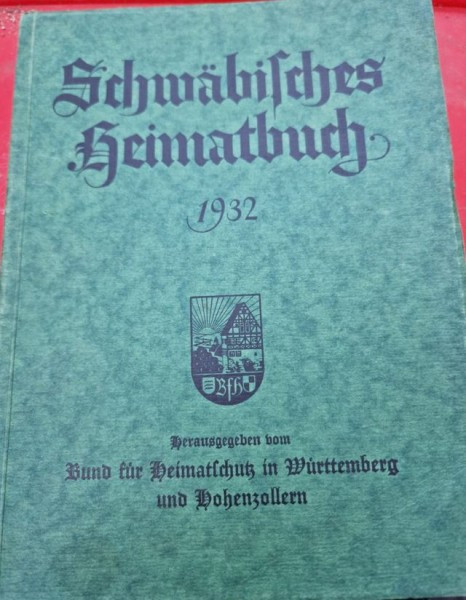 Schwäbiſches
Heimatbuch
1932
BfH
Herausgegeben vom
Bund für Heimatſchutz in Württemberg
und Hohenzollern